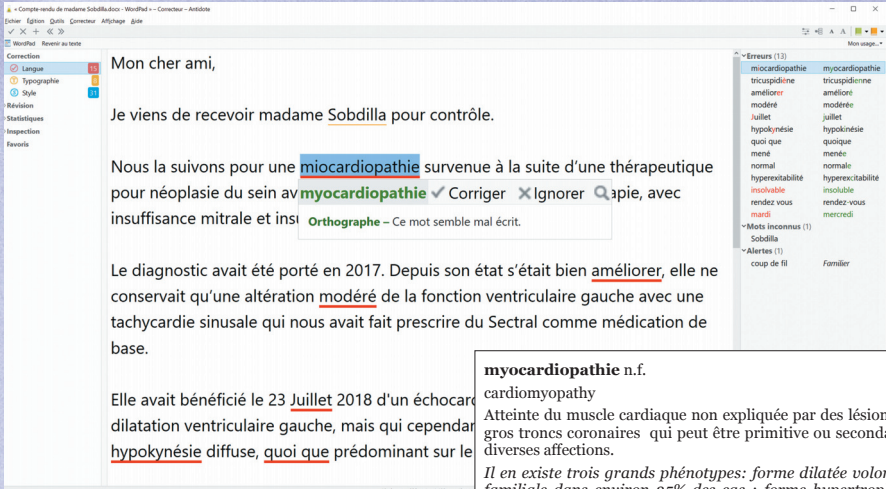 « Compte-rendu de madame Sobdilla.docx - WordPad » – Correcteur – Antidote
Fichier Édition Outils Correcteur Affichage Aide
WordPad Revenir au texte
Mon usage...
Correction
Langue 15
Typographie
Style 31
Révision
Statistiques
Inspection
Favoris
Mon cher ami,
Je viens de recevoir madame Sobdilla pour contrôle.
Nous la suivons pour une miocardiopathie survenue à la suite d’une thérapeutique
pour néoplasie du sein av myocardiopathie Corriger Ignorer apie, avec
insuffisance mitrale et insu
Orthographe – Ce mot semble mal écrit.
Le diagnostic avait été porté en 2017. Depuis son état s’était bien améliorer, elle ne
conservait qu’une altération modéré de la fonction ventriculaire gauche avec une
tachycardie sinusale qui nous avait fait prescrire du Sectral comme médication de
base.
Elle avait bénéficié le 23 Juillet 2018 d'un échocard
dilatation ventriculaire gauche, mais qui cependar
hypokynésie diffuse, quoi que prédominant sur le
Erreurs (13)
miocardiopathie myocardiopathie
tricuspidiène tricuspidienne
améliorer amélioré
modéré modérée
Juillet juillet
hypokynésie hypokinésie
quoi que quoique
mené menée
normal normale
hyperexitabilité hyperexcitabilité
insolvable insoluble
rendez vous rendez-vous
mardi mercredi
Mots inconnus (1)
Sobdilla
Alertes (1)
coup de fil Familier
myocardiopathie n.f.
cardiomyopathy
Atteinte du muscle cardiaque non expliquée par des lésion
gros troncs coronaires qui peut être primitive ou seconda
diverses affections.
Il en existe trois grands phénotypes: forme dilatée volon